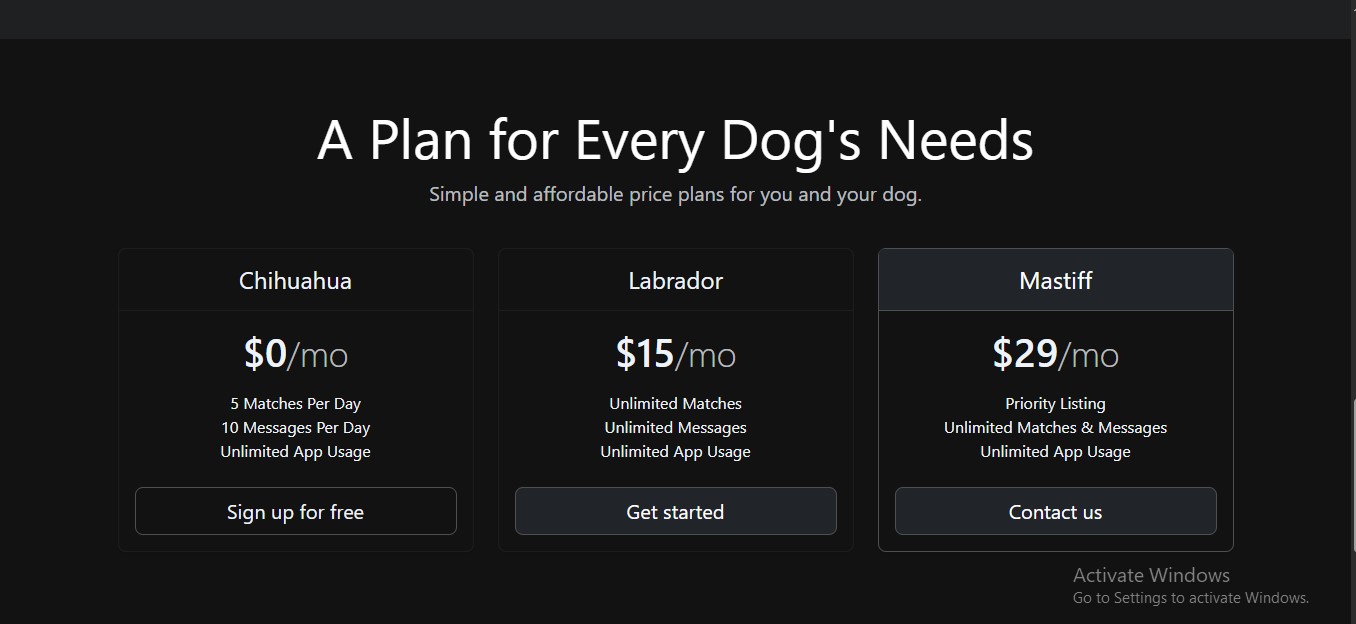 A Plan for Every Dog's Needs
Simple and affordable price plans for you and your dog.
Chihuahua
$0/mo
5 Matches Per Day
10 Messages Per Day
Unlimited App Usage
Sign up for free
Labrador
$15/mo
Unlimited Matches
Unlimited Messages
Unlimited App Usage
Get started
Mastiff
$29/mo
Priority Listing
Unlimited Matches & Messages
Unlimited App Usage
Contact us
Activate Windows
Go to Settings to activate Windows.